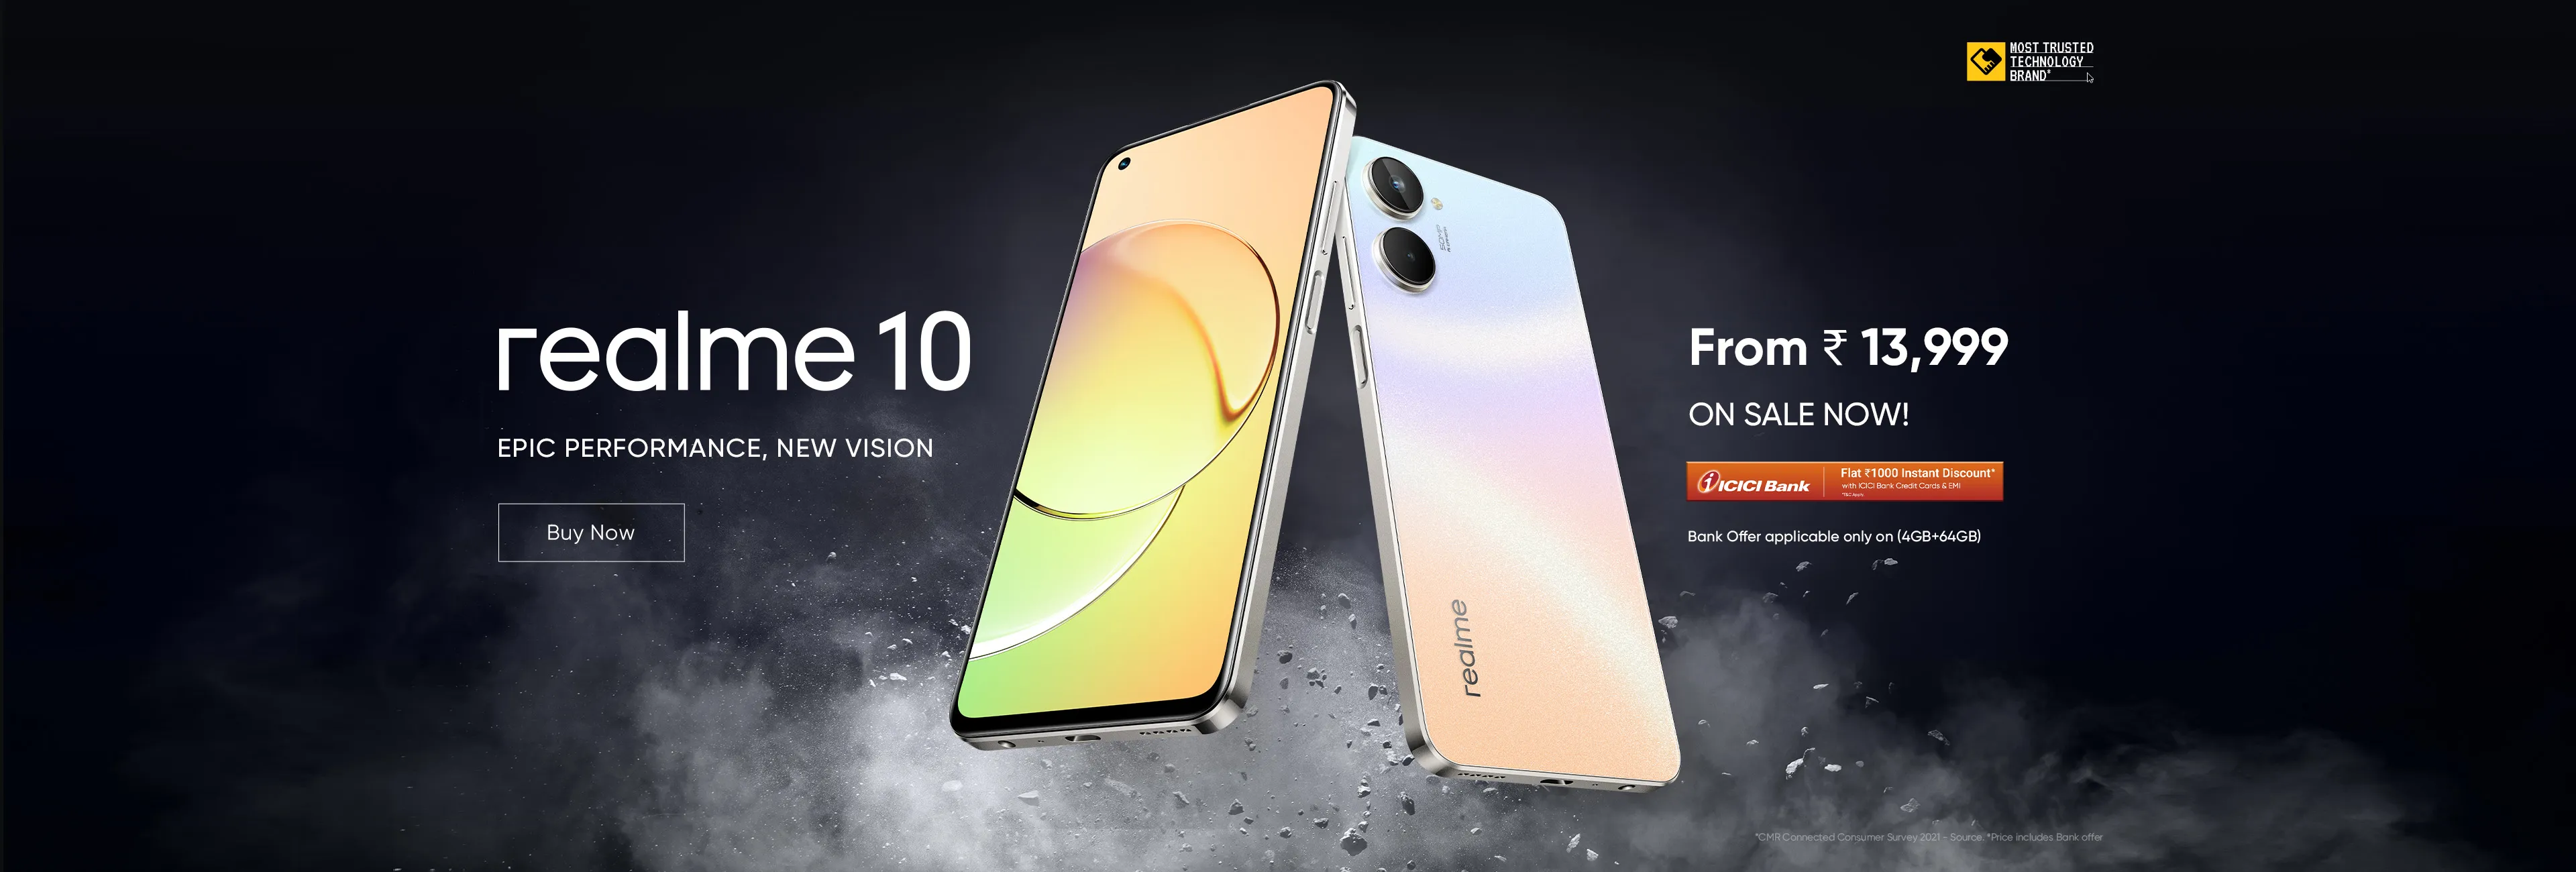 MOST TRUSTED
TECHNOLOGY
BRAND*
realme 10
EPIC PERFORMANCE, NEW VISION
Buy Now
50MP
realme
From ₹ 13,999
ON SALE NOW!
ICICI Bank
Flat ₹1000 Instant Discount*
with ICICI Bank Credit Cards & EMI
*T&C Apply
Bank Offer applicable only on (4GB+64GB)
*CMR Connected Consumer Survey 2021 - Source. *Price includes Bank offer